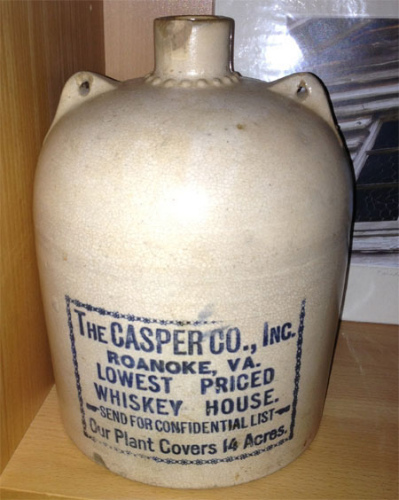 THE CASPER CO., INC.
ROANOKE, VA.
LOWEST PRICED
WHISKEY HOUSE.
SEND FOR CONFIDENTIAL LIST
Our Plant Covers 14 Acres.